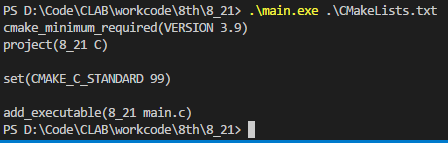 PS D:\Code\CLAB\workcode\8th\8_21> .\main.exe .\CMakeLists.txt
cmake_minimum_required(VERSION 3.9)
project(8_21 C)
set(CMAKE_C_STANDARD 99)
add_executable(8_21 main.c)
PS D:\Code\CLAB\workcode\8th\8_21>